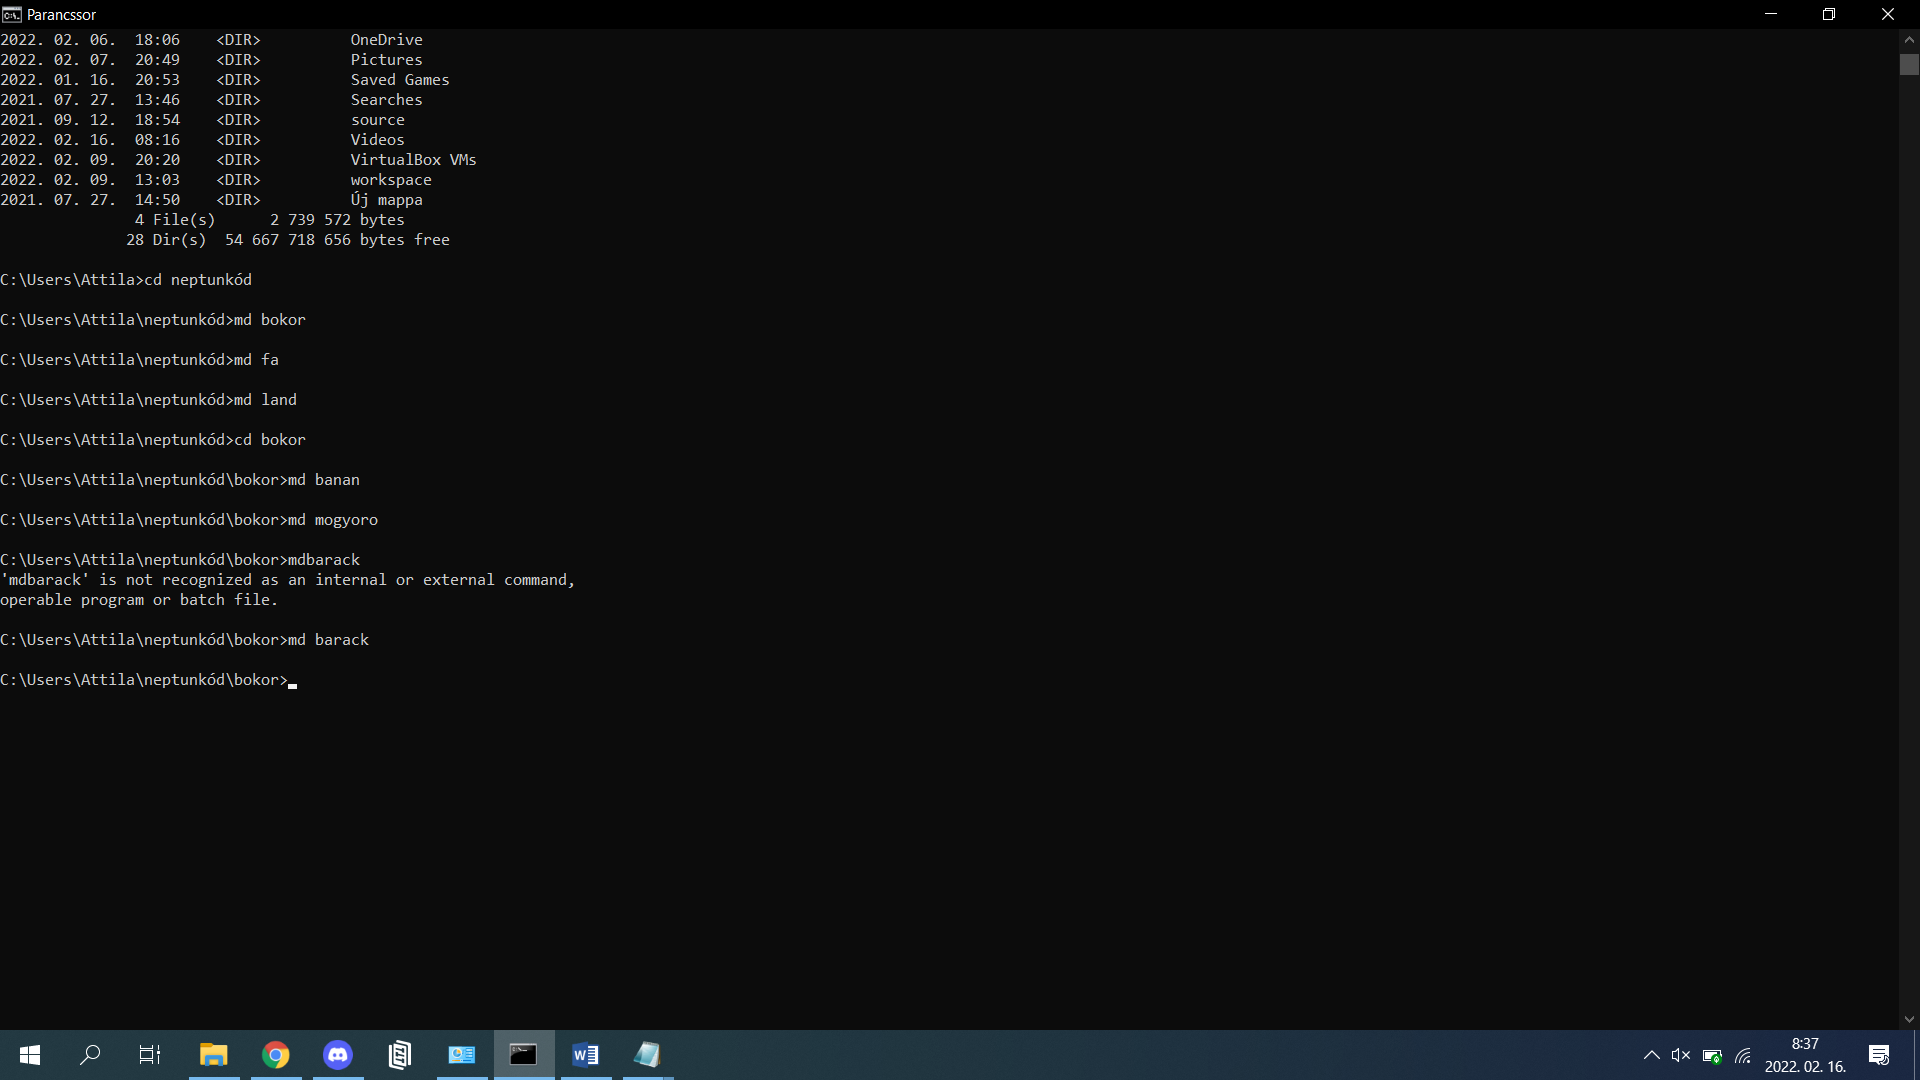 Parancssor
2022. 02. 06.  18:06    <DIR>          OneDrive
2022. 02. 07.  20:49    <DIR>          Pictures
2022. 01. 16.  20:53    <DIR>          Saved Games
2021. 07. 27.  13:46    <DIR>          Searches
2021. 09. 12.  18:54    <DIR>          source
2022. 02. 16.  08:16    <DIR>          Videos
2022. 02. 09.  20:20    <DIR>          VirtualBox VMs
2022. 02. 09.  13:03    <DIR>          workspace
2021. 07. 27.  14:50    <DIR>          Új mappa
4 File(s)      2 739 572 bytes
28 Dir(s)  54 667 718 656 bytes free
C:\Users\Attila>cd neptunkód
C:\Users\Attila\neptunkód>md bokor
C:\Users\Attila\neptunkód>md fa
C:\Users\Attila\neptunkód>md land
C:\Users\Attila\neptunkód>cd bokor
C:\Users\Attila\neptunkód\bokor>md banan
C:\Users\Attila\neptunkód\bokor>md mogyoro
C:\Users\Attila\neptunkód\bokor>mdbarack
'mdbarack' is not recognized as an internal or external command,
operable program or batch file.
C:\Users\Attila\neptunkód\bokor>md barack
C:\Users\Attila\neptunkód\bokor>
8:37
2022. 02. 16.